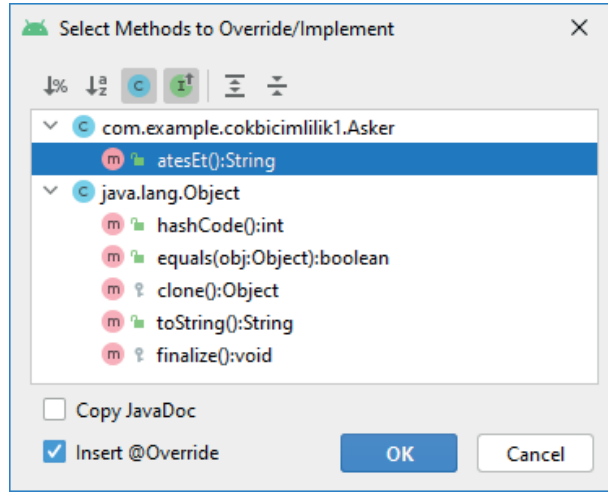 Select Methods to Override/Implement
com.example.cokbicimlilik1.Asker
atesEt():String
java.lang.Object
hashCode():int
equals(obj:Object):boolean
clone():Object
toString():String
finalize():void
Copy JavaDoc
Insert @Override
OK
Cancel